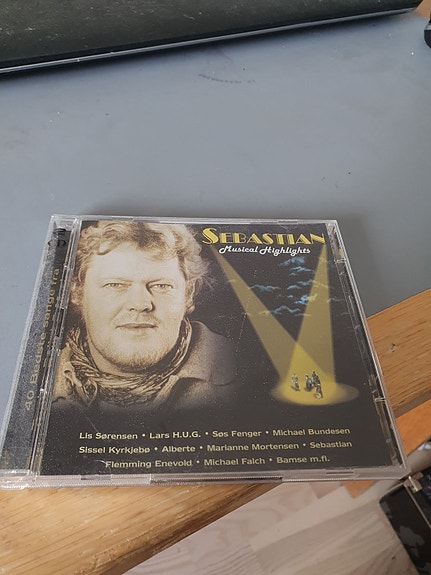 SEBASTIAN
Musical Highlights
Lis Sørensen • Lars H.U.G. • Søs Fenger • Michael Bundesen
Sissel Kyrkjebø • Alberte • Marianne Mortensen • Sebastian
Flemming Enevold • Michael Falch • Bamse m.fl.